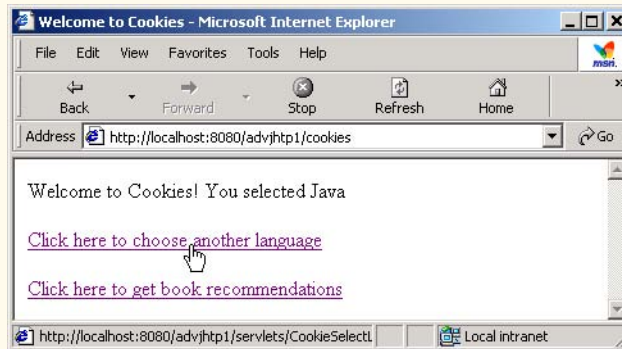 Welcome to Cookies - Microsoft Internet Explorer
File Edit View Favorites Tools Help
msn.
Back Forward Stop Refresh Home »
Address http://localhost:8080/advjhtp1/cookies Go
Welcome to Cookies! You selected Java
Click here to choose another language
Click here to get book recommendations
http://localhost:8080/advjhtp1/servlets/CookieSelectL Local intranet